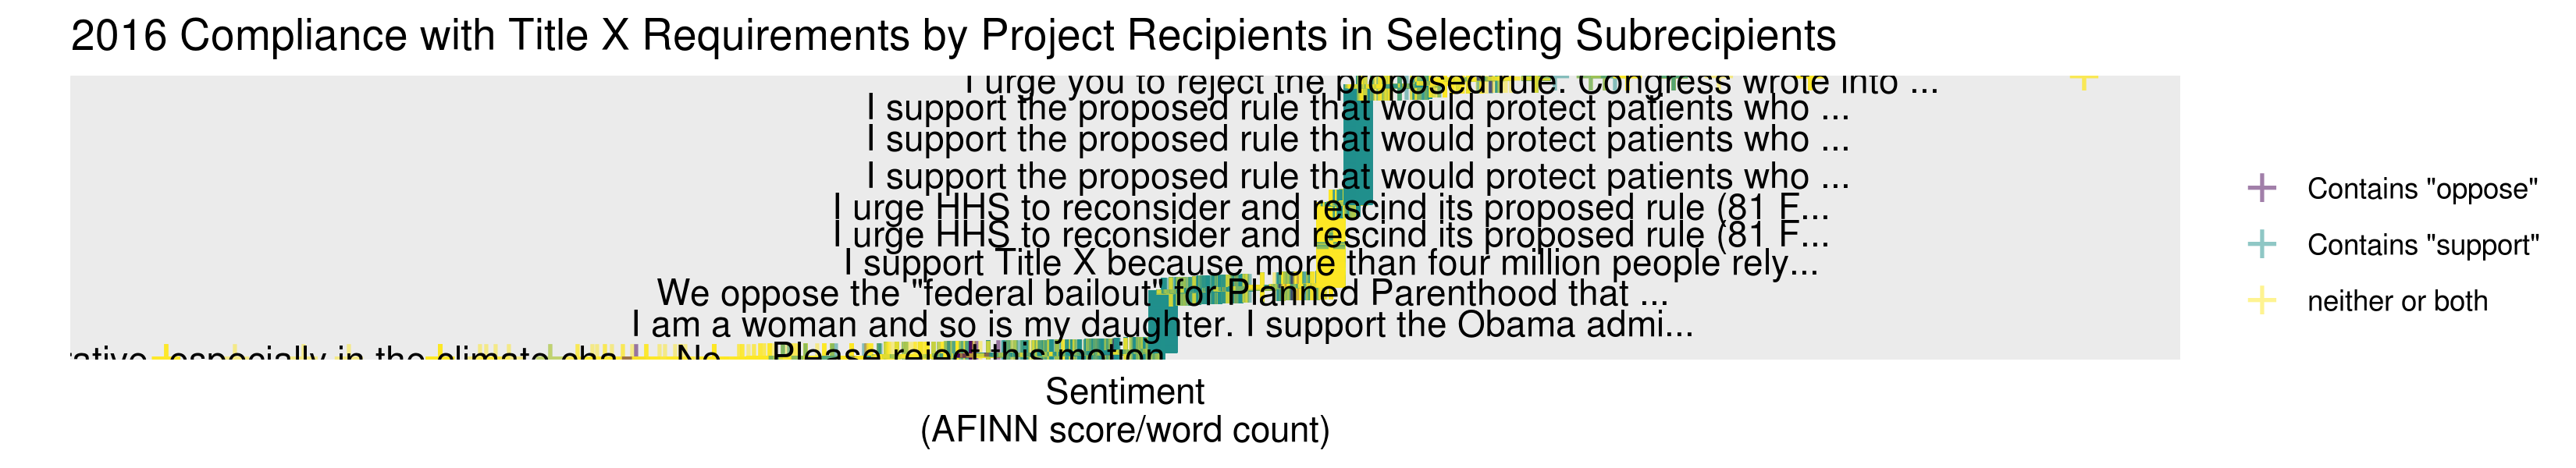 2016 Compliance with Title X Requirements by Project Recipients in Selecting Subrecipients
I urge you to reject the proposed rule. Congress wrote into ...
I support the proposed rule that would protect patients who ...
I support the proposed rule that would protect patients who ...
I support the proposed rule that would protect patients who ...
I urge HHS to reconsider and rescind its proposed rule (81 F...
I urge HHS to reconsider and rescind its proposed rule (81 F...
I support Title X because more than four million people rely...
We oppose the "federal bailout" for Planned Parenthood that ...
I am a woman and so is my daughter. I support the Obama admi...
especially in the climate cha No Please reject this motion
Sentiment
(AFINN score/word count)
Contains "oppose"
Contains "support"
neither or both